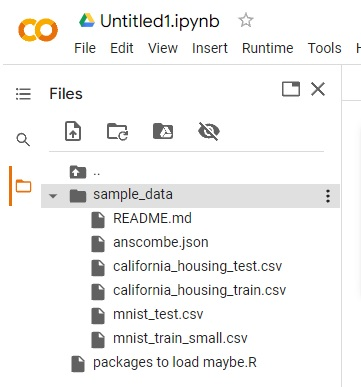 Untitled1.ipynb
File Edit View Insert Runtime Tools H
Files
..
sample_data
README.md
anscombe.json
california_housing_test.csv
california_housing_train.csv
mnist_test.csv
mnist_train_small.csv
packages to load maybe.R